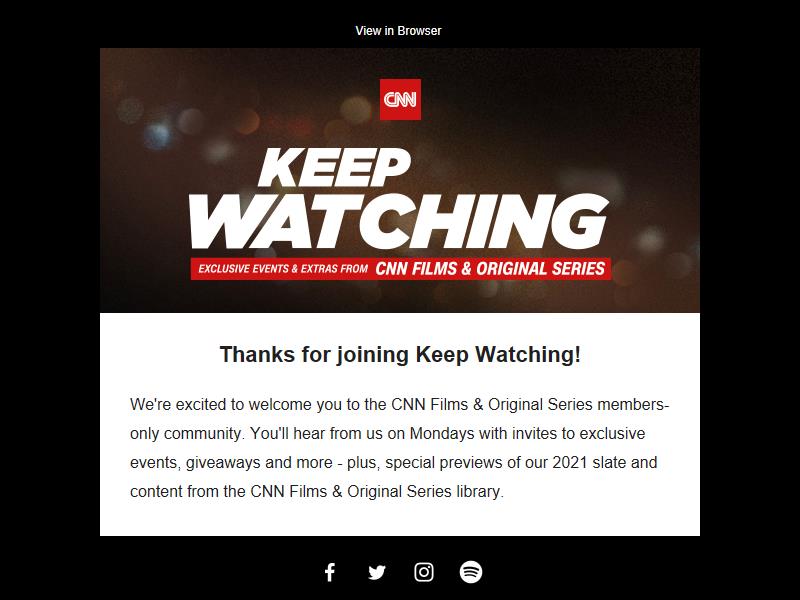 View in Browser
CNN
KEEP
WATCHING
EXCLUSIVE EVENTS & EXTRAS FROM CNN FILMS & ORIGINAL SERIES
Thanks for joining Keep Watching!
We're excited to welcome you to the CNN Films & Original Series members-
only community. You'll hear from us on Mondays with invites to exclusive
events, giveaways and more - plus, special previews of our 2021 slate and
content from the CNN Films & Original Series library.